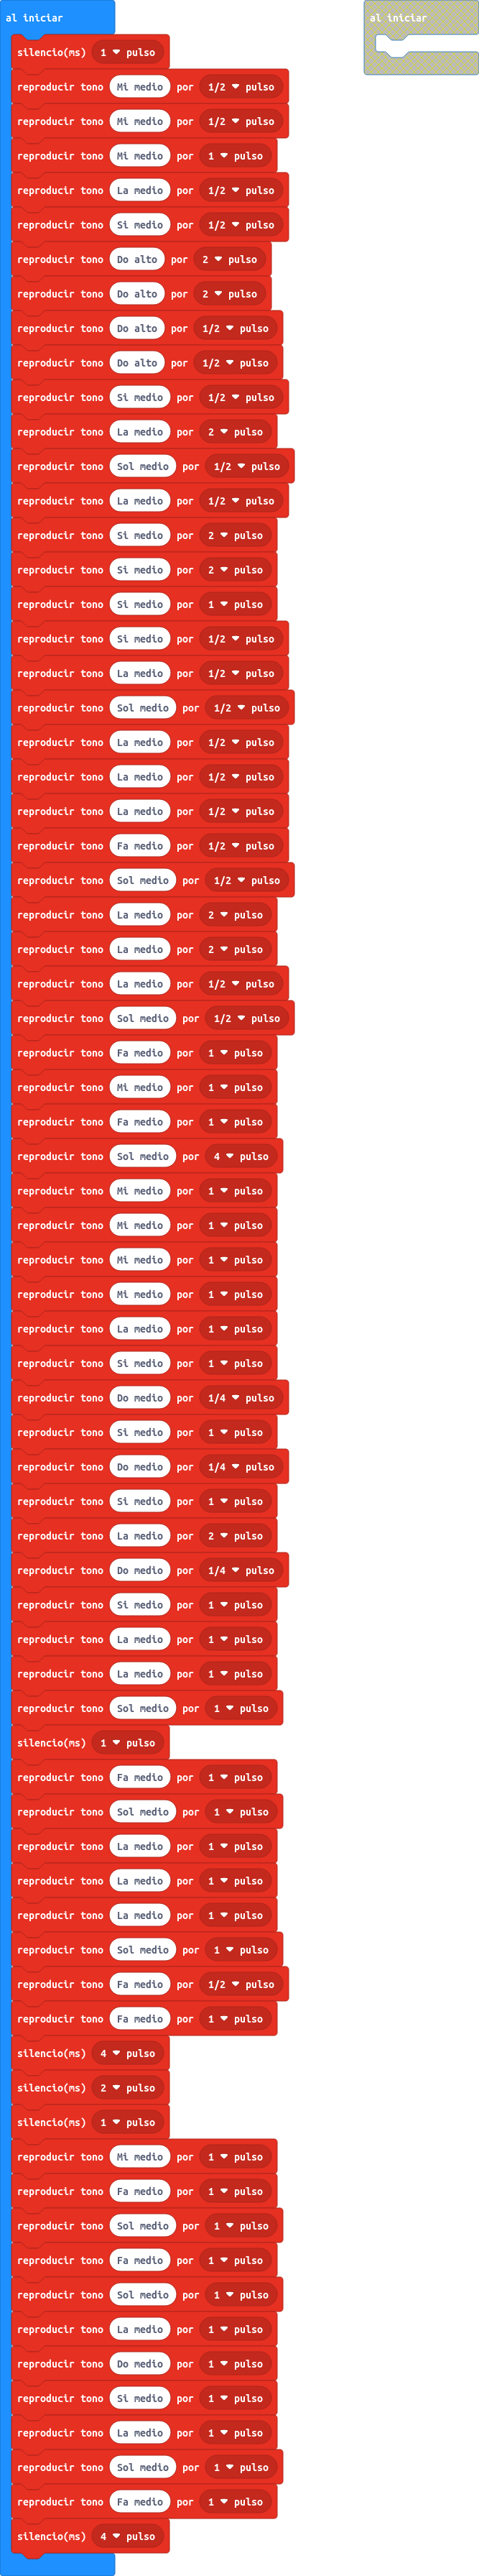 al iniciar
al iniciar
silencio(ms) 1 pulso
reproducir tono Mi medio por 1/2 pulso
reproducir tono Mi medio por 1/2 pulso
reproducir tono Mi medio por 1 pulso
reproducir tono La medio por 1/2 pulso
reproducir tono Si medio por 1/2 pulso
reproducir tono Do alto por 2 pulso
reproducir tono Do alto por 2 pulso
reproducir tono Do alto por 1/2 pulso
reproducir tono Do alto por 1/2 pulso
reproducir tono Si medio por 1/2 pulso
reproducir tono La medio por 2 pulso
reproducir tono Sol medio por 1/2 pulso
reproducir tono La medio por 1/2 pulso
reproducir tono Si medio por 2 pulso
reproducir tono Si medio por 2 pulso
reproducir tono Si medio por 1 pulso
reproducir tono Si medio por 1/2 pulso
reproducir tono La medio por 1/2 pulso
reproducir tono Sol medio por 1/2 pulso
reproducir tono La medio por 1/2 pulso
reproducir tono La medio por 1/2 pulso
reproducir tono La medio por 1/2 pulso
reproducir tono Fa medio por 1/2 pulso
reproducir tono Sol medio por 1/2 pulso
reproducir tono La medio por 2 pulso
reproducir tono La medio por 2 pulso
reproducir tono La medio por 1/2 pulso
reproducir tono Sol medio por 1/2 pulso
reproducir tono Fa medio por 1 pulso
reproducir tono Mi medio por 1 pulso
reproducir tono Fa medio por 1 pulso
reproducir tono Sol medio por 4 pulso
reproducir tono Mi medio por 1 pulso
reproducir tono Mi medio por 1 pulso
reproducir tono Mi medio por 1 pulso
reproducir tono Mi medio por 1 pulso
reproducir tono La medio por 1 pulso
reproducir tono Si medio por 1 pulso
reproducir tono Do medio por 1/4 pulso
reproducir tono Si medio por 1 pulso
reproducir tono Do medio por 1/4 pulso
reproducir tono Si medio por 1 pulso
reproducir tono La medio por 2 pulso
reproducir tono Do medio por 1/4 pulso
reproducir tono Si medio por 1 pulso
reproducir tono La medio por 1 pulso
reproducir tono La medio por 1 pulso
reproducir tono Sol medio por 1 pulso
silencio(ms) 1 pulso
reproducir tono Fa medio por 1 pulso
reproducir tono Sol medio por 1 pulso
reproducir tono La medio por 1 pulso
reproducir tono La medio por 1 pulso
reproducir tono La medio por 1 pulso
reproducir tono Sol medio por 1 pulso
reproducir tono Fa medio por 1/2 pulso
reproducir tono Fa medio por 1 pulso
silencio(ms) 4 pulso
silencio(ms) 2 pulso
silencio(ms) 1 pulso
reproducir tono Mi medio por 1 pulso
reproducir tono Fa medio por 1 pulso
reproducir tono Sol medio por 1 pulso
reproducir tono Fa medio por 1 pulso
reproducir tono Sol medio por 1 pulso
reproducir tono La medio por 1 pulso
reproducir tono Do medio por 1 pulso
reproducir tono Si medio por 1 pulso
reproducir tono La medio por 1 pulso
reproducir tono Sol medio por 1 pulso
reproducir tono Fa medio por 1 pulso
silencio(ms) 4 pulso